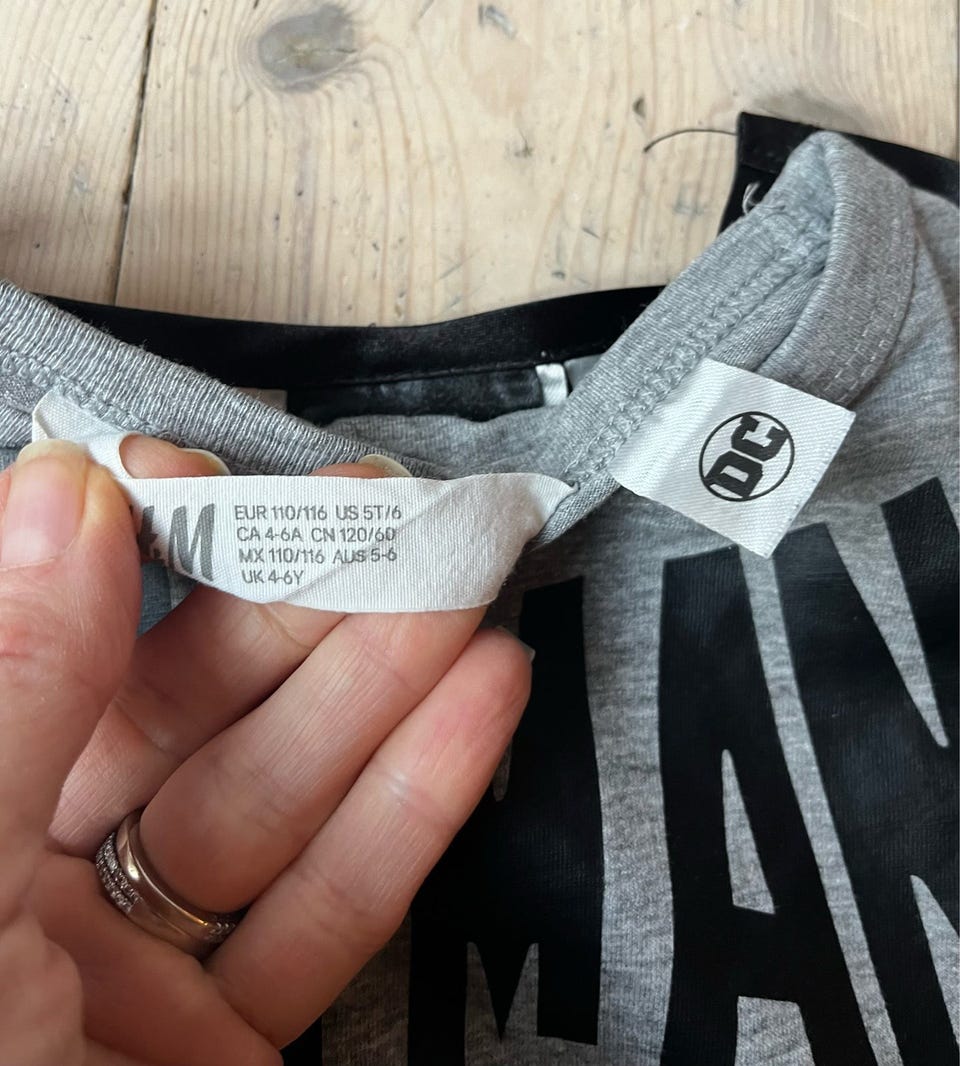 M
EUR 110/116 US 5T/6
CA 4-6A CN 120/60
MX 110/116 AUS 5-6
UK 4-6Y
DC
MAN